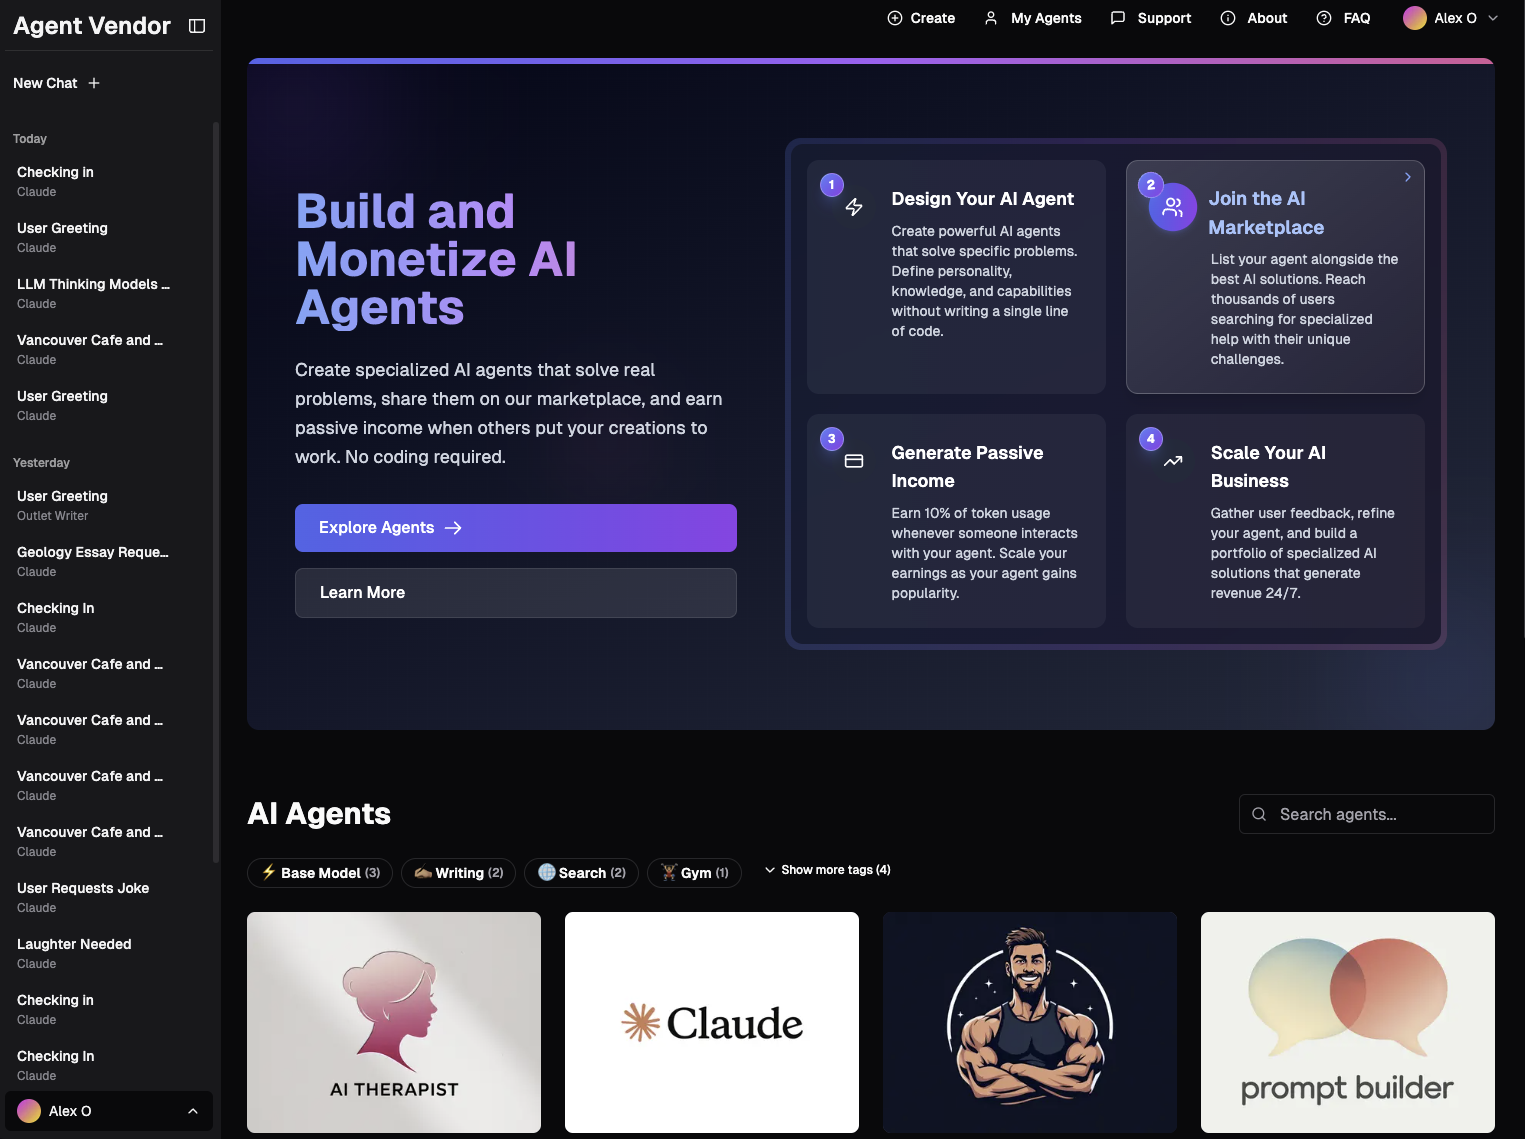 Agent Vendor
New Chat
Today
Checking in
Claude
User Greeting
Claude
LLM Thinking Models ...
Claude
Vancouver Cafe and ...
Claude
User Greeting
Claude
Yesterday
User Greeting
Outlet Writer
Geology Essay Reque...
Claude
Checking In
Claude
Vancouver Cafe and ...
Claude
Vancouver Cafe and ...
Claude
Vancouver Cafe and ...
Claude
Vancouver Cafe and ...
Claude
User Requests Joke
Claude
Laughter Needed
Claude
Checking in
Claude
Checking In
Claude
Alex O
Create
My Agents
Support
About
FAQ
Alex O
Build and
Monetize AI
Agents
Create specialized AI agents that solve real
problems, share them on our marketplace, and earn
passive income when others put your creations to
work. No coding required.
Explore Agents
Learn More
1
Design Your AI Agent
Create powerful AI agents
that solve specific problems.
Define personality,
knowledge, and capabilities
without writing a single line
of code.
2
Join the AI
Marketplace
List your agent alongside the
best AI solutions. Reach
thousands of users
searching for specialized
help with their unique
challenges.
3
Generate Passive
Income
Earn 10% of token usage
whenever someone interacts
with your agent. Scale your
earnings as your agent gains
popularity.
4
Scale Your AI
Business
Gather user feedback, refine
your agent, and build a
portfolio of specialized AI
solutions that generate
revenue 24/7.
AI Agents
Search agents...
⚡ Base Model (3)
✍🏽 Writing (2)
🌐 Search (2)
🏋🏽 Gym (1)
Show more tags (4)
AI THERAPIST
Claude
prompt builder